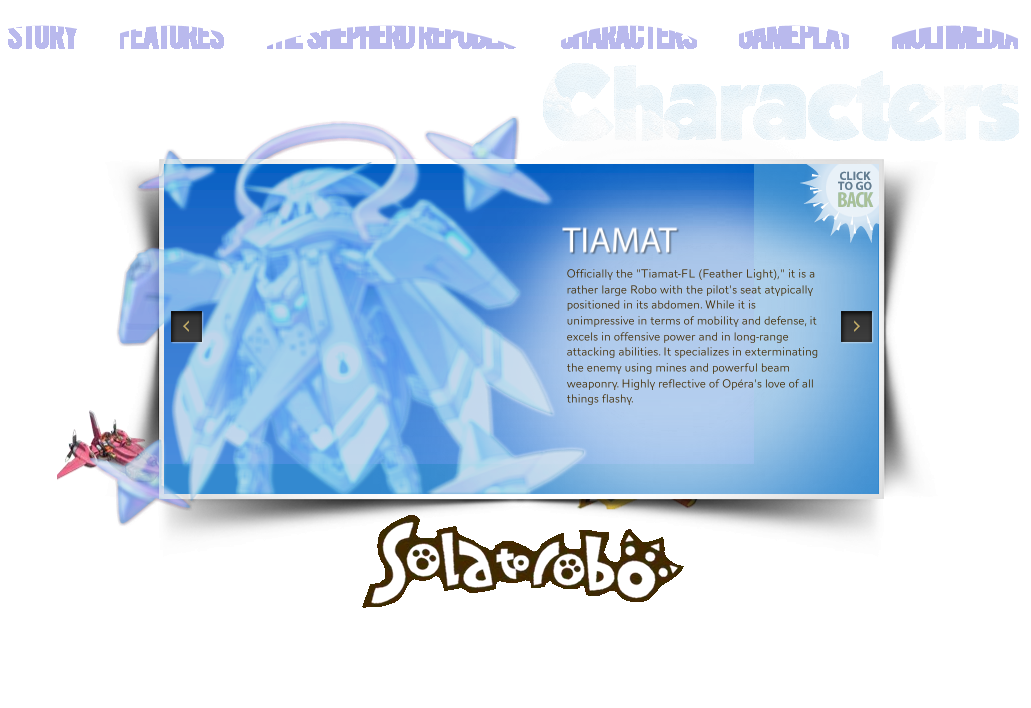 STORY FEATURES THE SHEPHERD REPUBLIC CHARACTERS GAMEPLAY MULTIMEDIA
Characters
CLICK
TO GO
BACK
TIAMAT
Officially the "Tiamat-FL (Feather Light)," it is a
rather large Robo with the pilot's seat atypically
positioned in its abdomen. While it is
unimpressive in terms of mobility and defense, it
excels in offensive power and in long-range
attacking abilities. It specializes in exterminating
the enemy using mines and powerful beam
weaponry. Highly reflective of Opéra's love of all
things flashy.
Solatorobo